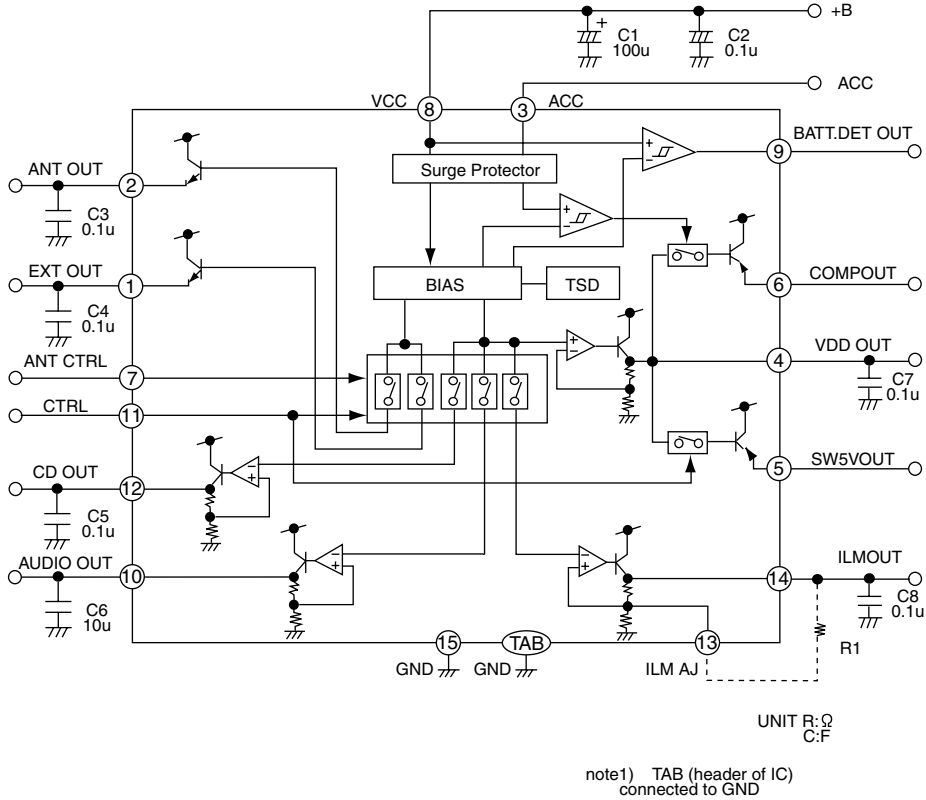 +B
+
C1
100u
C2
0.1u
ACC
VCC
8
3
ACC
BATT.DET OUT
9
+
−
Surge Protector
ANT OUT
2
C3
0.1u
+
−
EXT OUT
1
C4
0.1u
BIAS
TSD
6
COMPOUT
ANT CTRL
7
−
+
4
VDD OUT
C7
0.1u
CTRL
11
CD OUT
12
C5
0.1u
−
+
5
SW5VOUT
AUDIO OUT
10
C6
10u
−
+
−
+
14
ILMOUT
C8
0.1u
R1
15
GND
TAB
GND
13
ILM AJ
UNIT R:Ω
C:F
note1) TAB (header of IC)
connected to GND